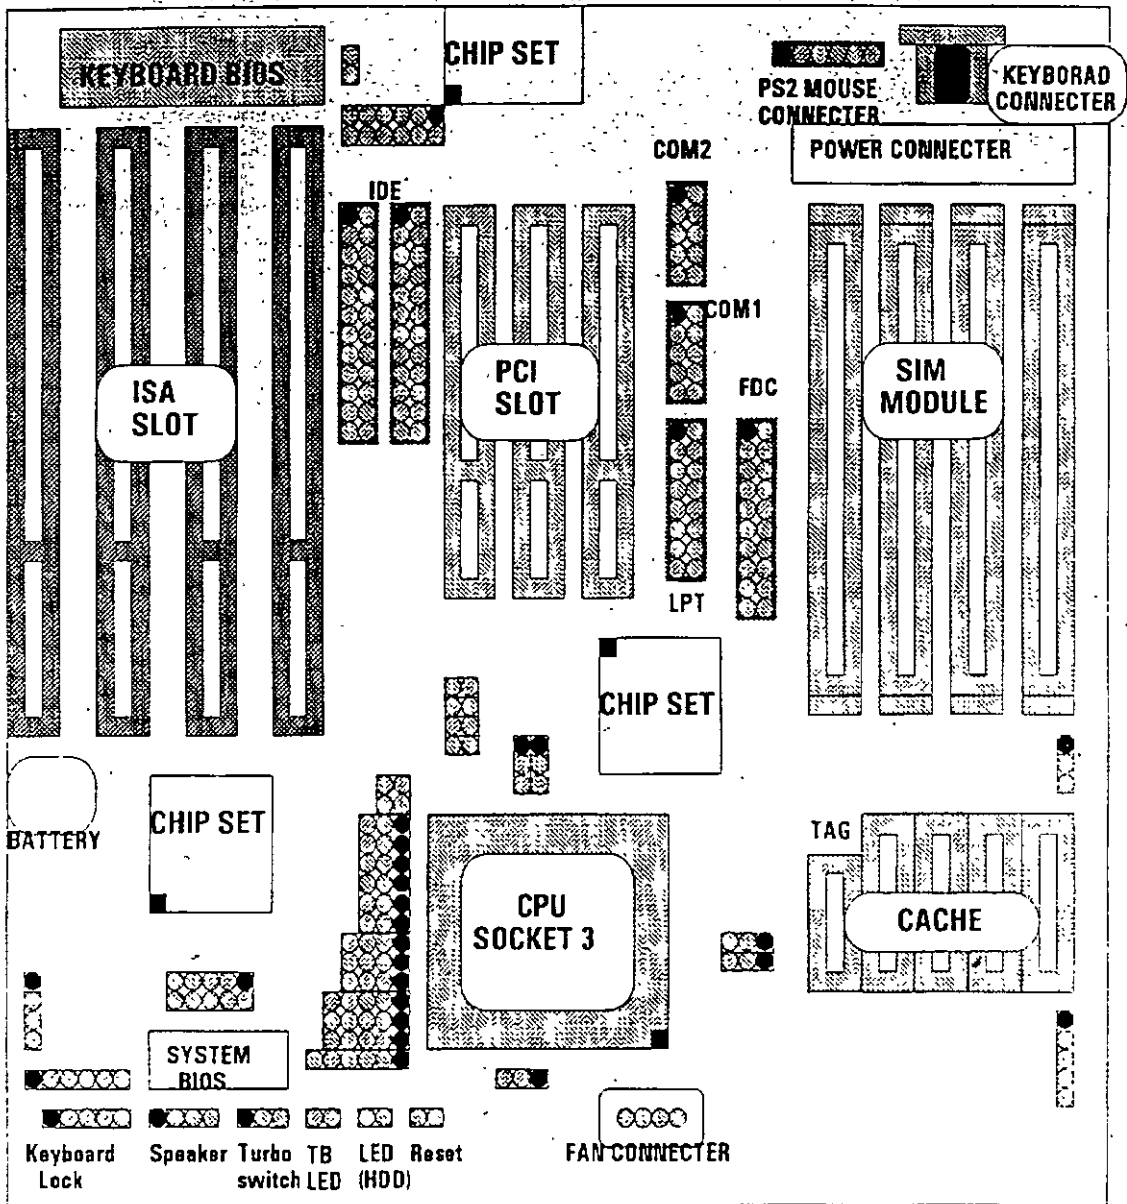 KEYBOARD BIOS
CHIP SET
PS2 MOUSE
CONNECTER
KEYBORAD
CONNECTER
POWER CONNECTER
COM2
IDE
COM1
ISA
SLOT
PCI
SLOT
FDC
SIM
MODULE
LPT
CHIP SET
BATTERY
CHIP SET
CPU
SOCKET 3
TAG
CACHE
SYSTEM
BIOS
Keyboard
Lock
Speaker
Turbo
switch
TB
LED
LED
(HDD)
Reset
FAN CONNECTER